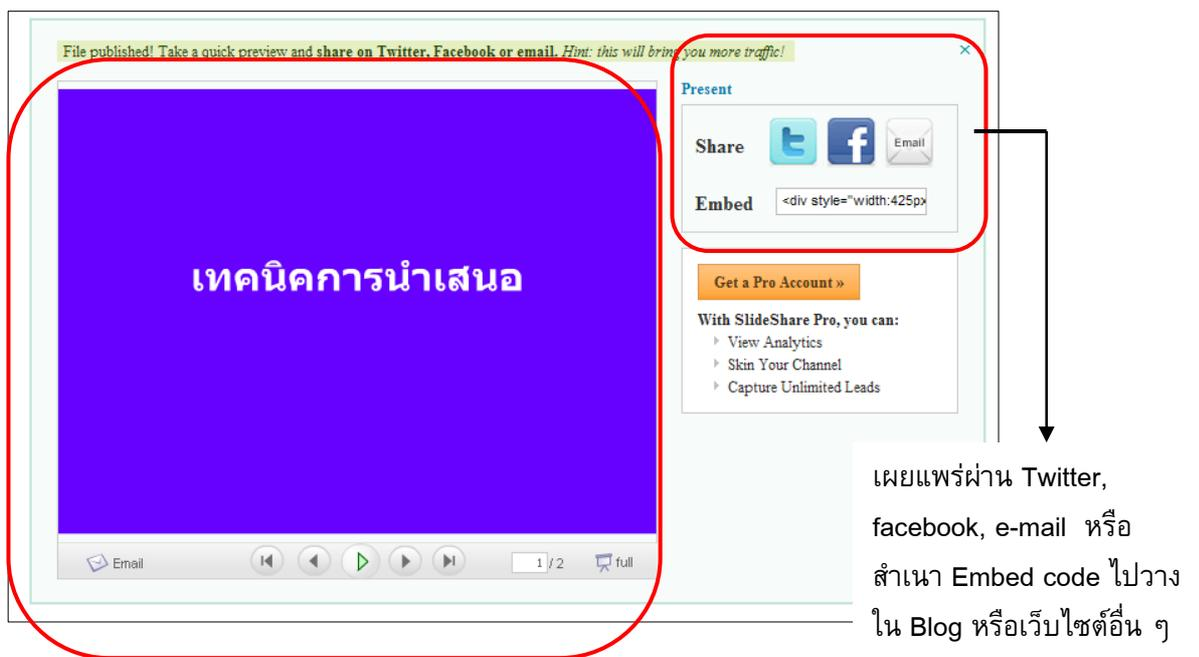 File published! Take a quick preview and share on Twitter, Facebook or email. Hint: this will bring you more traffic!
Present
Share
Email
Embed
<div style="width:425px
เทคนิคการนำเสนอ
Get a Pro Account »
With SlideShare Pro, you can:
View Analytics
Skin Your Channel
Capture Unlimited Leads
Email
1 / 2
full
เผยแพร่ผ่าน Twitter,
facebook, e-mail หรือ
สำเนา Embed code ไปวาง
ใน Blog หรือเว็บไซต์อื่น ๆ